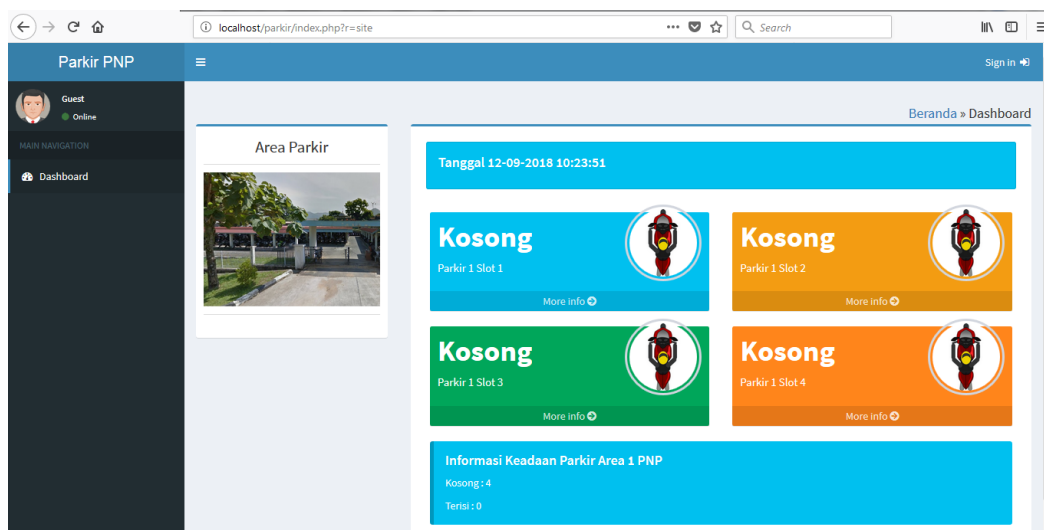 localhost/parkir/index.php?r=site
Search
Parkir PNP
Sign in
Guest
Online
MAIN NAVIGATION
Dashboard
Beranda » Dashboard
Area Parkir
Tanggal 12-09-2018 10:23:51
Kosong
Parkir 1 Slot 1
More info
Kosong
Parkir 1 Slot 2
More info
Kosong
Parkir 1 Slot 3
More info
Kosong
Parkir 1 Slot 4
More info
Informasi Keadaan Parkir Area 1 PNP
Kosong : 4
Terisi : 0